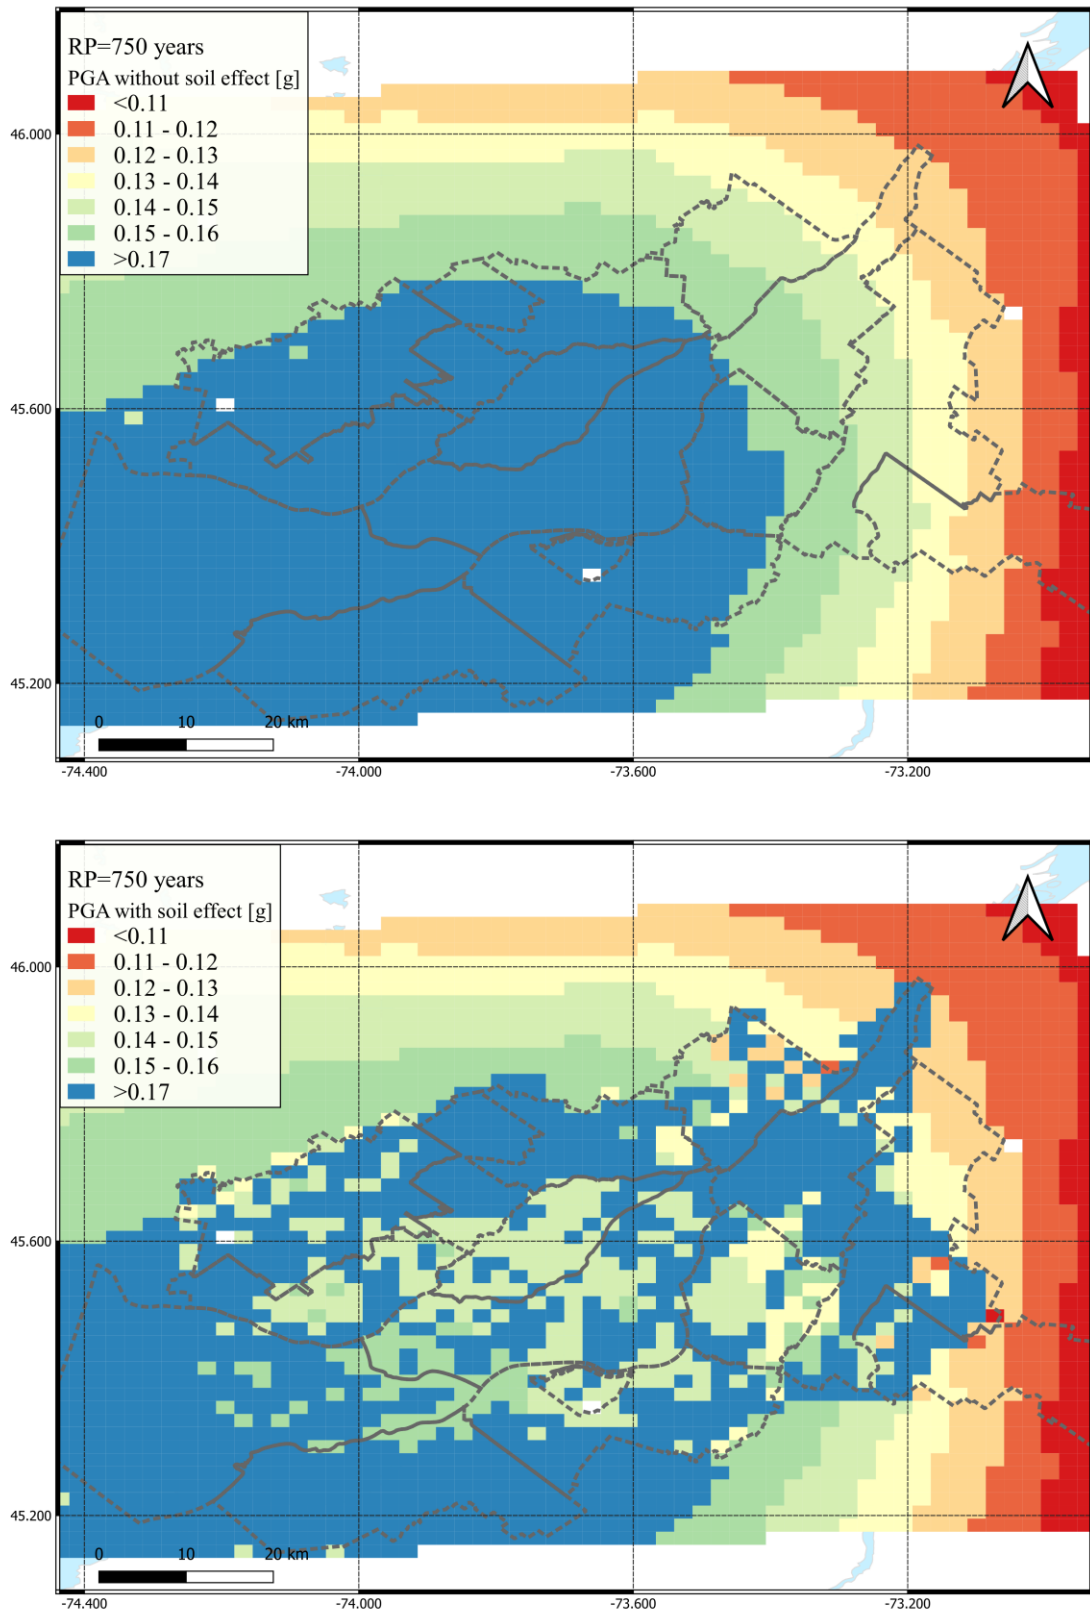 RP=750 years
PGA without soil effect [g]
<0.11
0.11 - 0.12
0.12 - 0.13
0.13 - 0.14
0.14 - 0.15
0.15 - 0.16
>0.17
46.000
45.600
45.200
0 10 20 km
-74.400 -74.000 -73.600 -73.200
RP=750 years
PGA with soil effect [g]
<0.11
0.11 - 0.12
0.12 - 0.13
0.13 - 0.14
0.14 - 0.15
0.15 - 0.16
>0.17
46.000
45.600
45.200
0 10 20 km
-74.400 -74.000 -73.600 -73.200